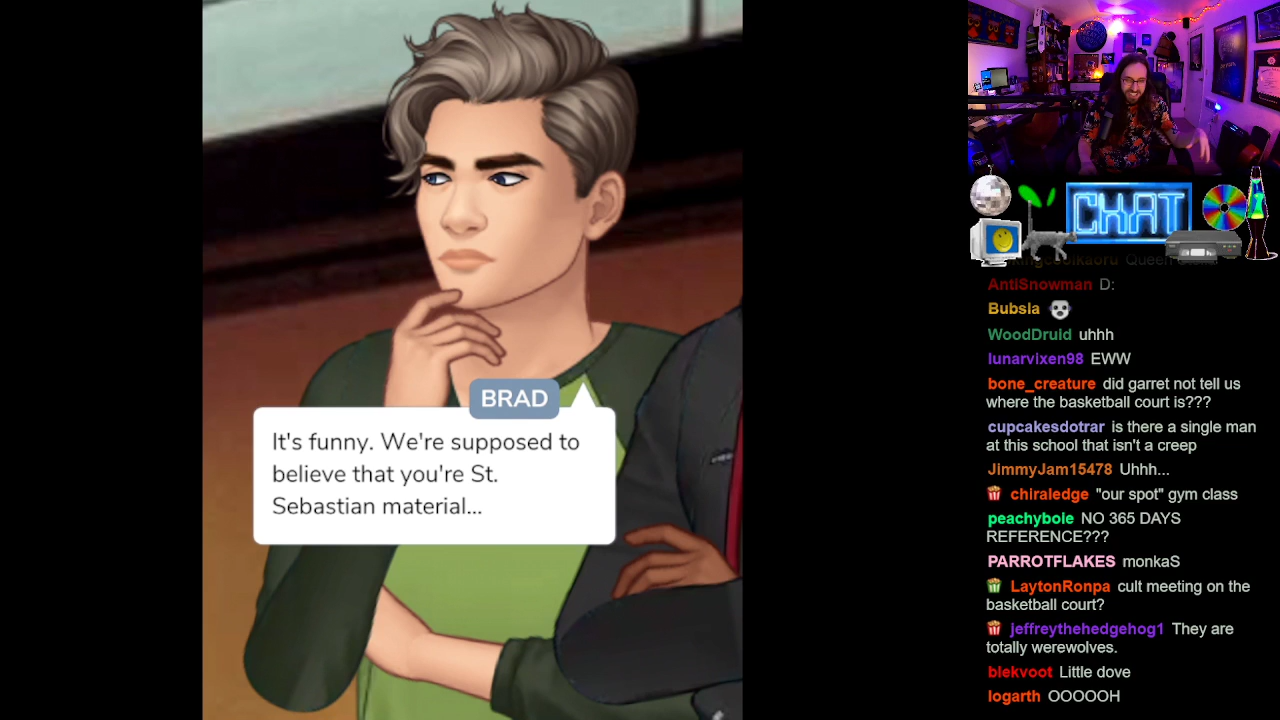 BRAD
It's funny. We're supposed to
believe that you're St.
Sebastian material...
CHAT
AntiSnowman D:
Bubsla
WoodDruid uhhh
lunarvixen98 EWW
bone_creature did garret not tell us
where the basketball court is???
cupcakesdotrar is there a single man
at this school that isn't a creep
JimmyJam15478 Uhhh...
chiraledge "our spot" gym class
peachybole NO 365 DAYS
REFERENCE???
PARROTFLAKES monkaS
LaytonRonpa cult meeting on the
basketball court?
jeffreythehedgehog1 They are
totally werewolves.
blekvoot Little dove
logarth OOOOOH